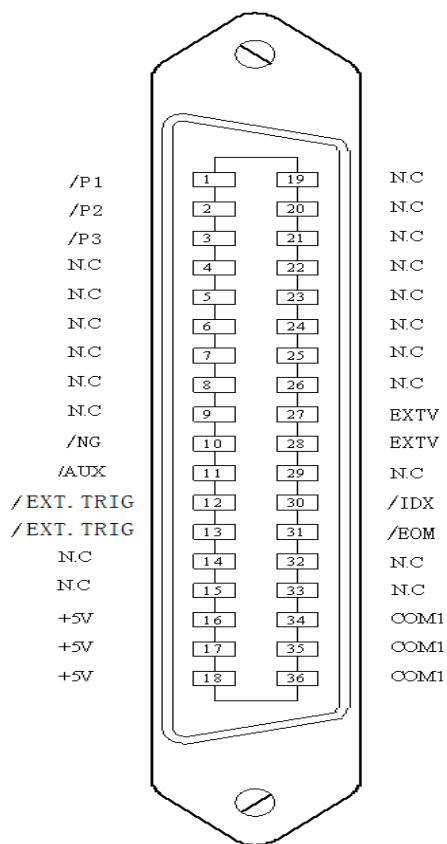 /P1 1 19 N.C
/P2 2 20 N.C
/P3 3 21 N.C
N.C 4 22 N.C
N.C 5 23 N.C
N.C 6 24 N.C
N.C 7 25 N.C
N.C 8 26 N.C
N.C 9 27 EXTV
/NG 10 28 EXTV
/AUX 11 29 N.C
/EXT.TRIG 12 30 /IDX
/EXT.TRIG 13 31 /EOM
N.C 14 32 N.C
N.C 15 33 N.C
+5V 16 34 COM1
+5V 17 35 COM1
+5V 18 36 COM1